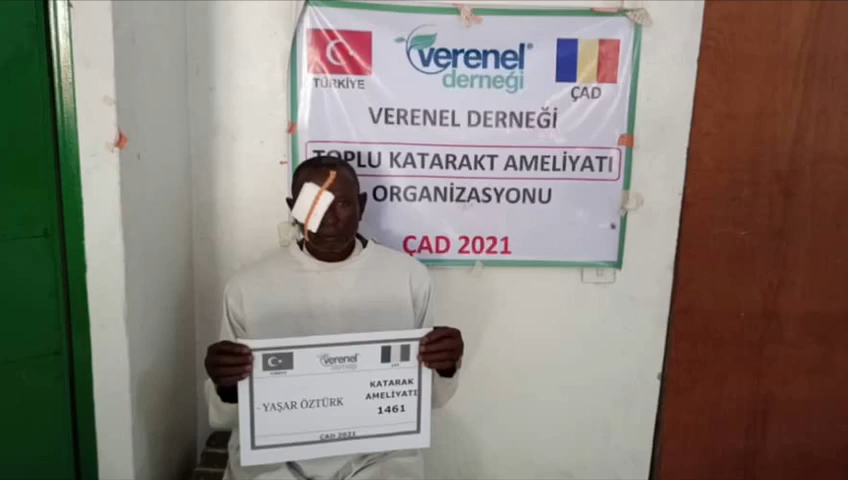 TÜRKİYE
verenel®
derneği
ÇAD
VERENEL DERNEĞİ
TOPLU KATARAKT AMELİYATI
ORGANİZASYONU
ÇAD 2021
verenel
derneği
KATARAK
AMELİYATI
1461
- YAŞAR ÖZTÜRK
ÇAD 2021